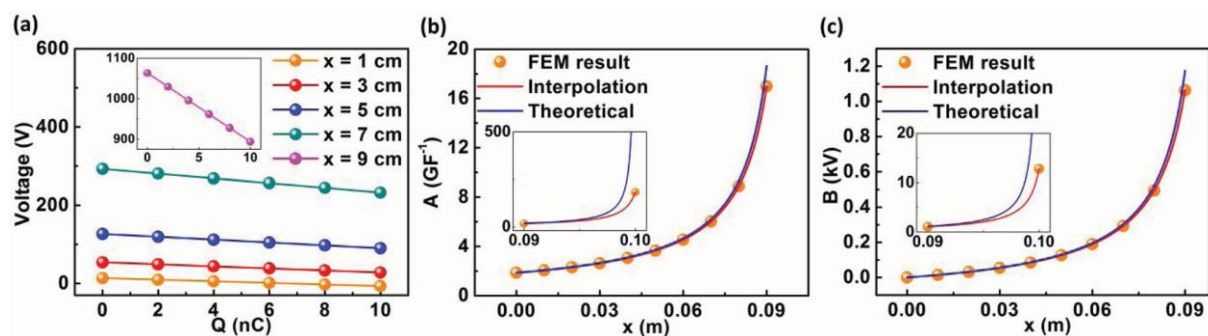 (a)
Voltage (V)
600
400
200
0
1100
1000
900
0 5 10
x = 1 cm
x = 3 cm
x = 5 cm
x = 7 cm
x = 9 cm
0 2 4 6 8 10
Q (nC)
(b)
A (GF⁻¹)
20
16
12
8
4
0
FEM result
Interpolation
Theoretical
500
0
0.09 0.10
0.00 0.03 0.06 0.09
x (m)
(c)
B (kV)
1.2
1.0
0.8
0.6
0.4
0.2
0.0
FEM result
Interpolation
Theoretical
20
10
0
0.09 0.10
0.00 0.03 0.06 0.09
x (m)